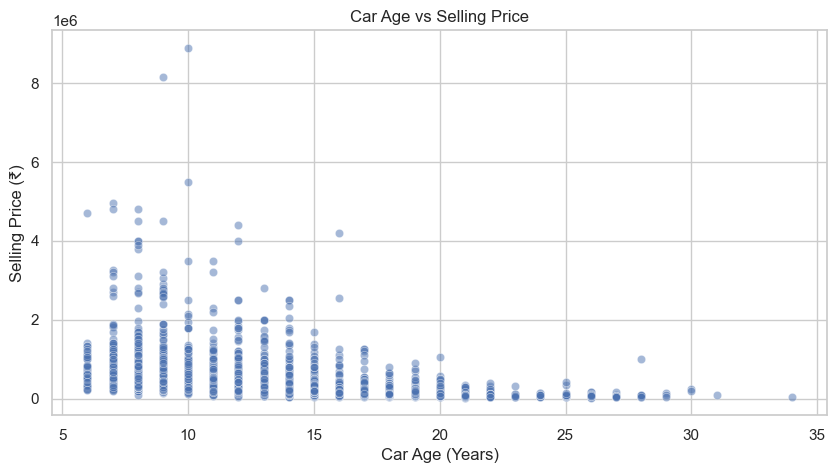 Car Age vs Selling Price
1e6
8
6
4
2
0
Selling Price (₹)
5 10 15 20 25 30 35
Car Age (Years)